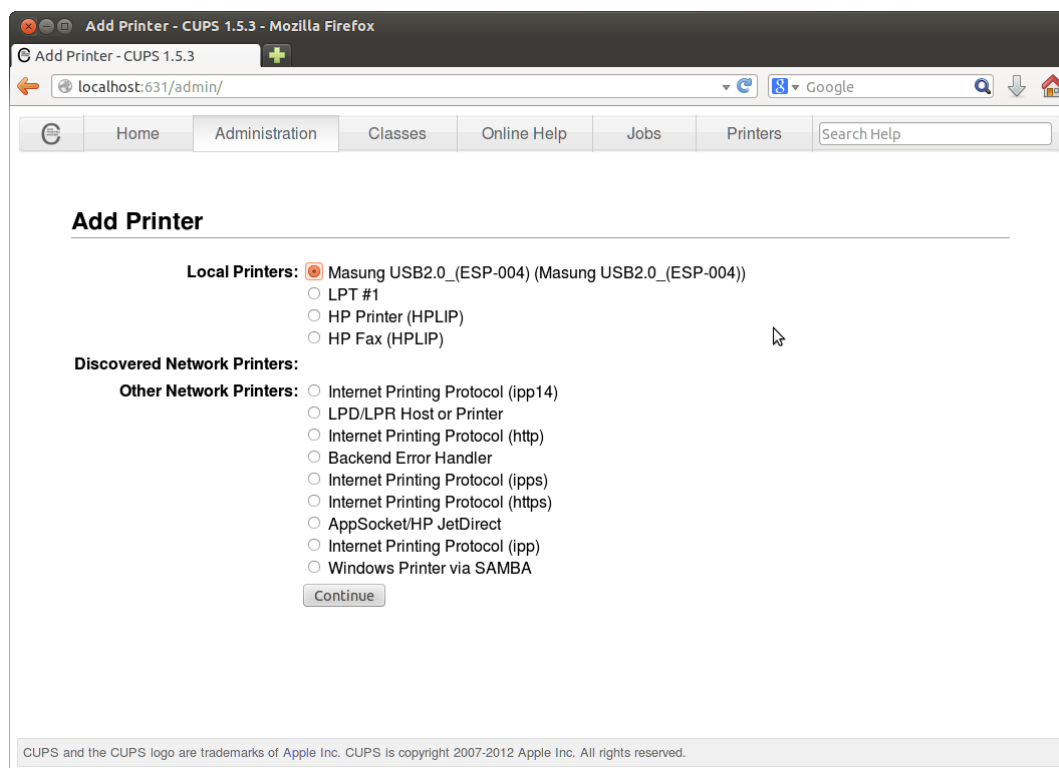 Add Printer - CUPS 1.5.3 - Mozilla Firefox
Add Printer - CUPS 1.5.3
localhost:631/admin/
Google
Home Administration Classes Online Help Jobs Printers Search Help
Add Printer
Local Printers: Masung USB2.0_(ESP-004) (Masung USB2.0_(ESP-004))
LPT #1
HP Printer (HPLIP)
HP Fax (HPLIP)
Discovered Network Printers:
Other Network Printers: Internet Printing Protocol (ipp14)
LPD/LPR Host or Printer
Internet Printing Protocol (http)
Backend Error Handler
Internet Printing Protocol (ipps)
Internet Printing Protocol (https)
AppSocket/HP JetDirect
Internet Printing Protocol (ipp)
Windows Printer via SAMBA
Continue
CUPS and the CUPS logo are trademarks of Apple Inc. CUPS is copyright 2007-2012 Apple Inc. All rights reserved.